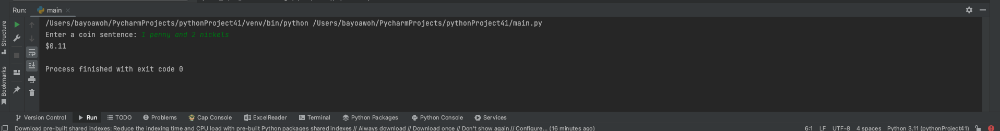 Run: main
/Users/bayoawoh/PycharmProjects/pythonProject41/venv/bin/python /Users/bayoawoh/PycharmProjects/pythonProject41/main.py
Enter a coin sentence: 1 penny and 2 nickels
$0.11
Process finished with exit code 0
Structure
Bookmarks
Version Control Run TODO Problems Cap Console ExcelReader Terminal Python Packages Python Console Services
Download pre-built shared indexes: Reduce the indexing time and CPU load with pre-built Python packages shared indexes // Always download // Download once // Don't show again // Configure... (16 minutes ago) 6:1 LF UTF-8 4 spaces Python 3.11 (pythonProject41)